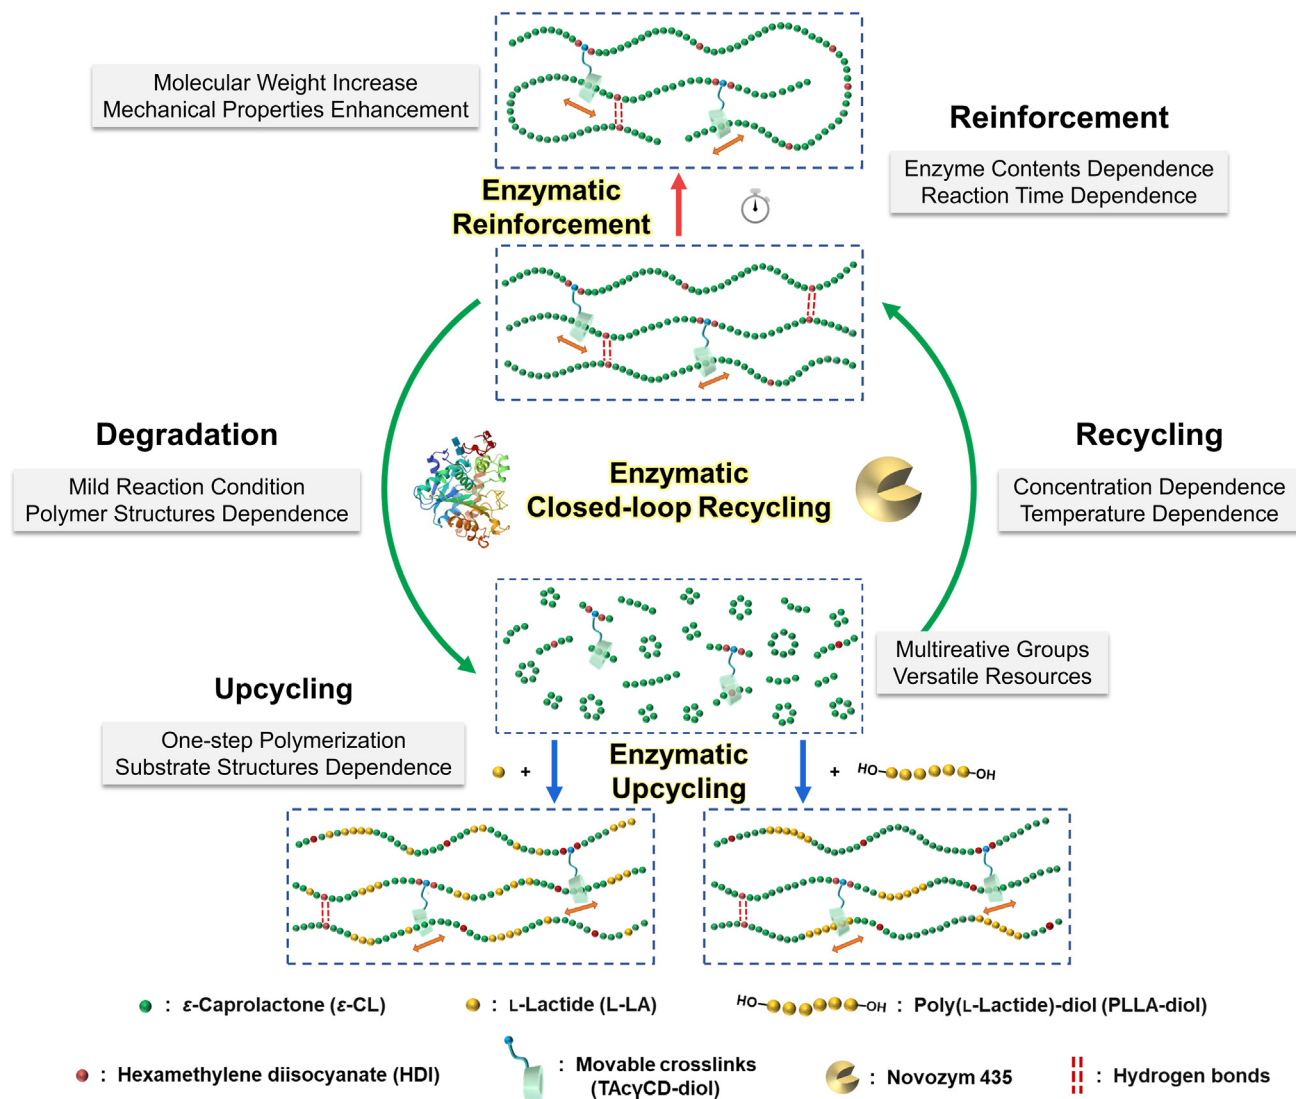 Molecular Weight Increase
Mechanical Properties Enhancement
Reinforcement
Enzyme Contents Dependence
Reaction Time Dependence
Enzymatic
Reinforcement
Degradation
Mild Reaction Condition
Polymer Structures Dependence
Enzymatic
Closed-loop Recycling
Recycling
Concentration Dependence
Temperature Dependence
Multireative Groups
Versatile Resources
Upcycling
One-step Polymerization
Substrate Structures Dependence
Enzymatic
Upcycling
+
+ HO OH
: ε-Caprolactone (ε-CL)
: L-Lactide (L-LA)
HO OH : Poly(L-Lactide)-diol (PLLA-diol)
: Hexamethylene diisocyanate (HDI)
: Movable crosslinks
(TAcγCD-diol)
: Novozym 435
: Hydrogen bonds